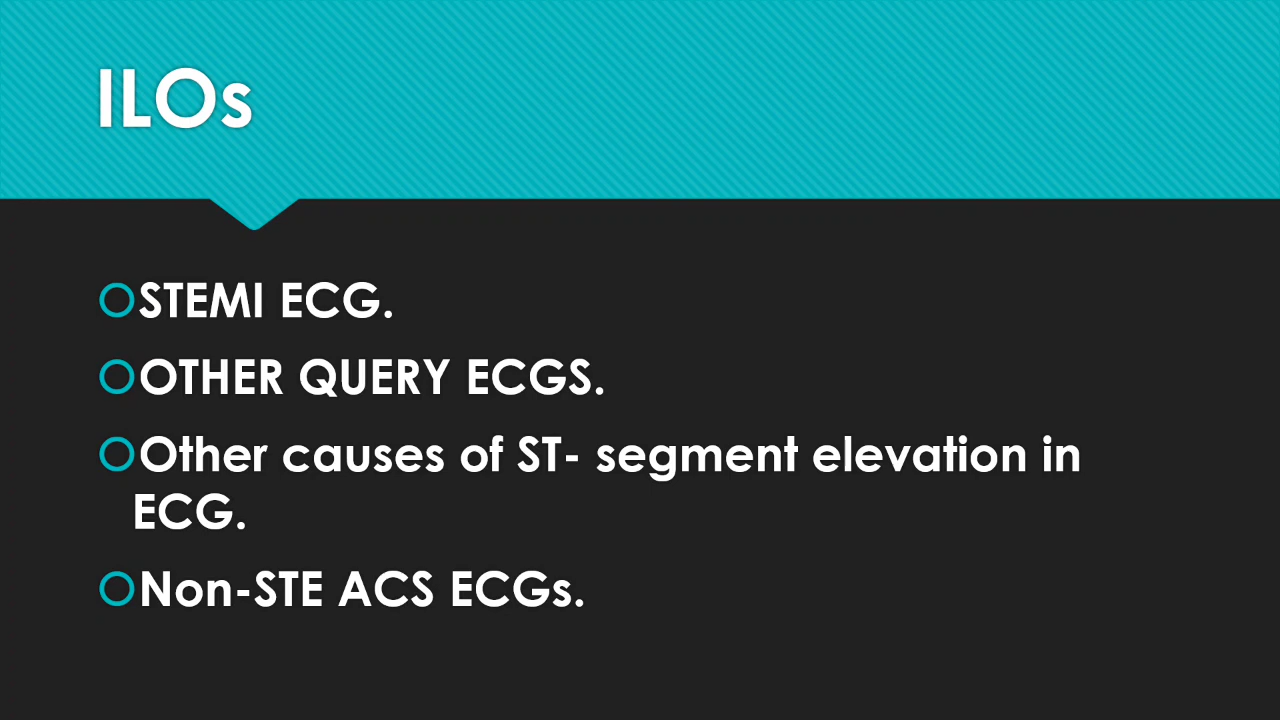 ILOs
STEMI ECG.
OTHER QUERY ECGS.
Other causes of ST- segment elevation in
ECG.
Non-STE ACS ECGs.